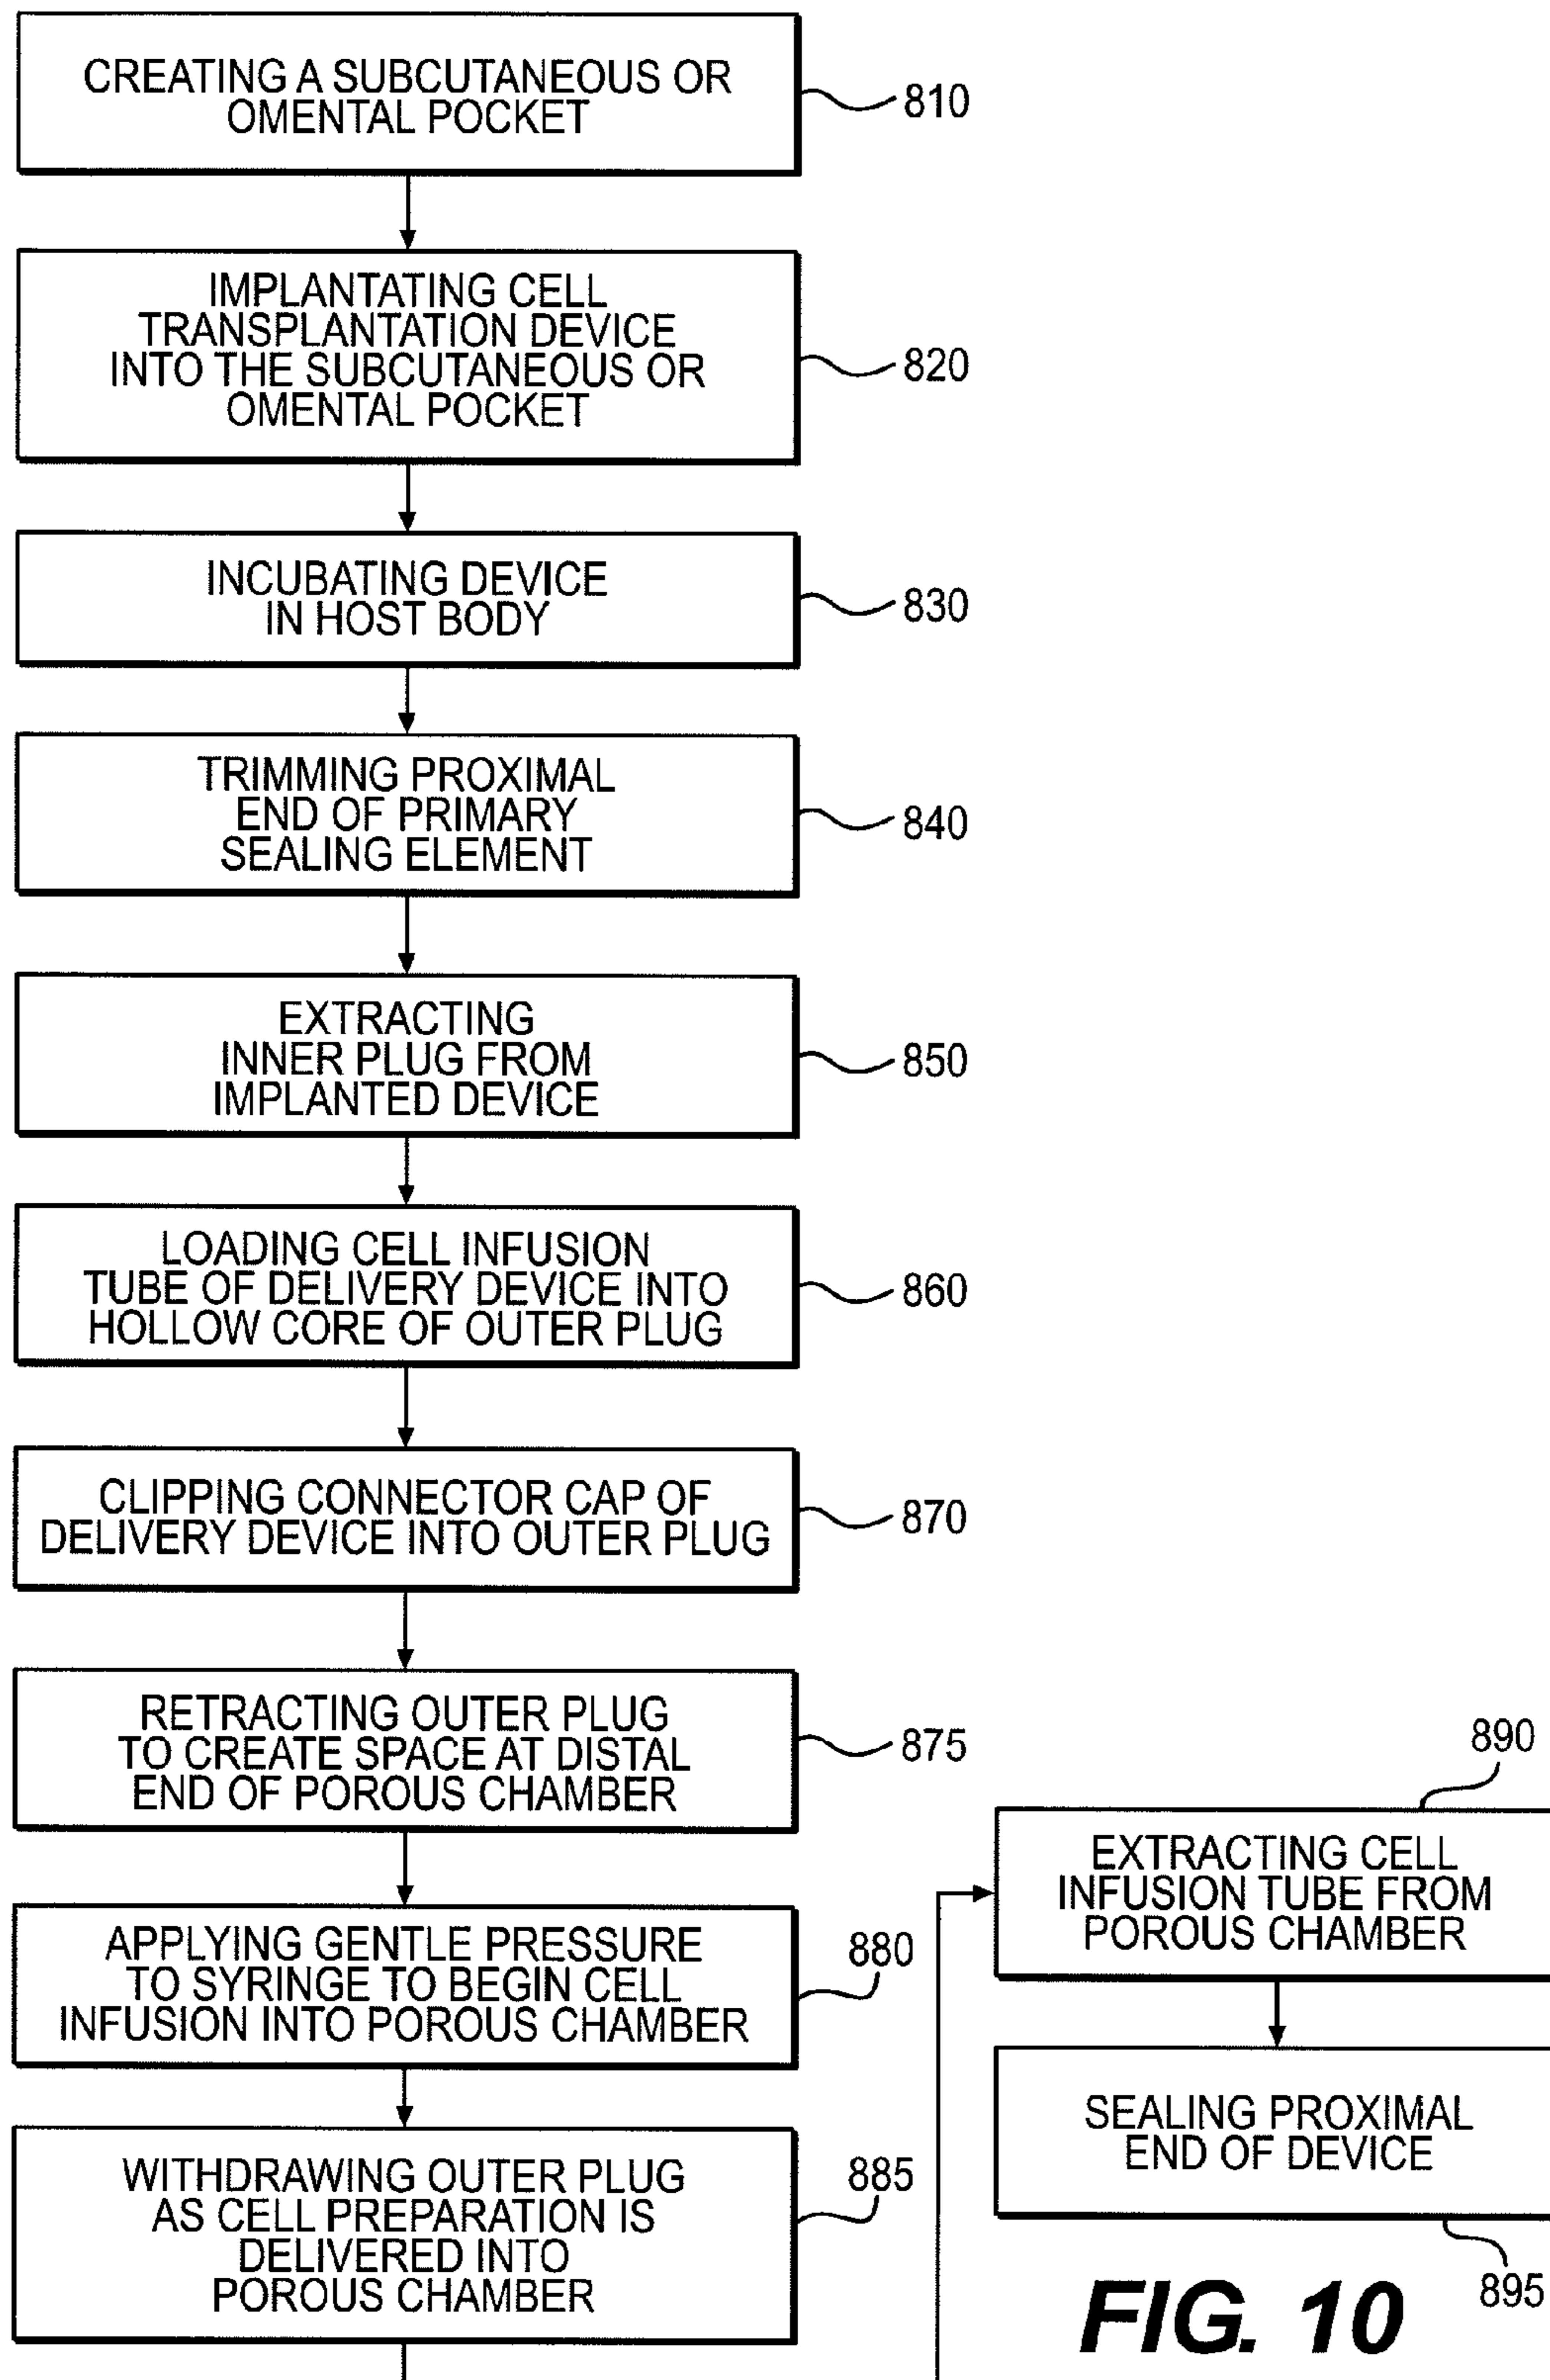 CREATING A SUBCUTANEOUS OR
OMENTAL POCKET
810
IMPLANTATING CELL
TRANSPLANTATION DEVICE
INTO THE SUBCUTANEOUS OR
OMENTAL POCKET
820
INCUBATING DEVICE
IN HOST BODY
830
TRIMMING PROXIMAL
END OF PRIMARY
SEALING ELEMENT
840
EXTRACTING
INNER PLUG FROM
IMPLANTED DEVICE
850
LOADING CELL INFUSION
TUBE OF DELIVERY DEVICE INTO
HOLLOW CORE OF OUTER PLUG
860
CLIPPING CONNECTOR CAP OF
DELIVERY DEVICE INTO OUTER PLUG
870
RETRACTING OUTER PLUG
TO CREATE SPACE AT DISTAL
END OF POROUS CHAMBER
875
APPLYING GENTLE PRESSURE
TO SYRINGE TO BEGIN CELL
INFUSION INTO POROUS CHAMBER
880
WITHDRAWING OUTER PLUG
AS CELL PREPARATION IS
DELIVERED INTO
POROUS CHAMBER
885
890
EXTRACTING CELL
INFUSION TUBE FROM
POROUS CHAMBER
SEALING PROXIMAL
END OF DEVICE
895
FIG. 10